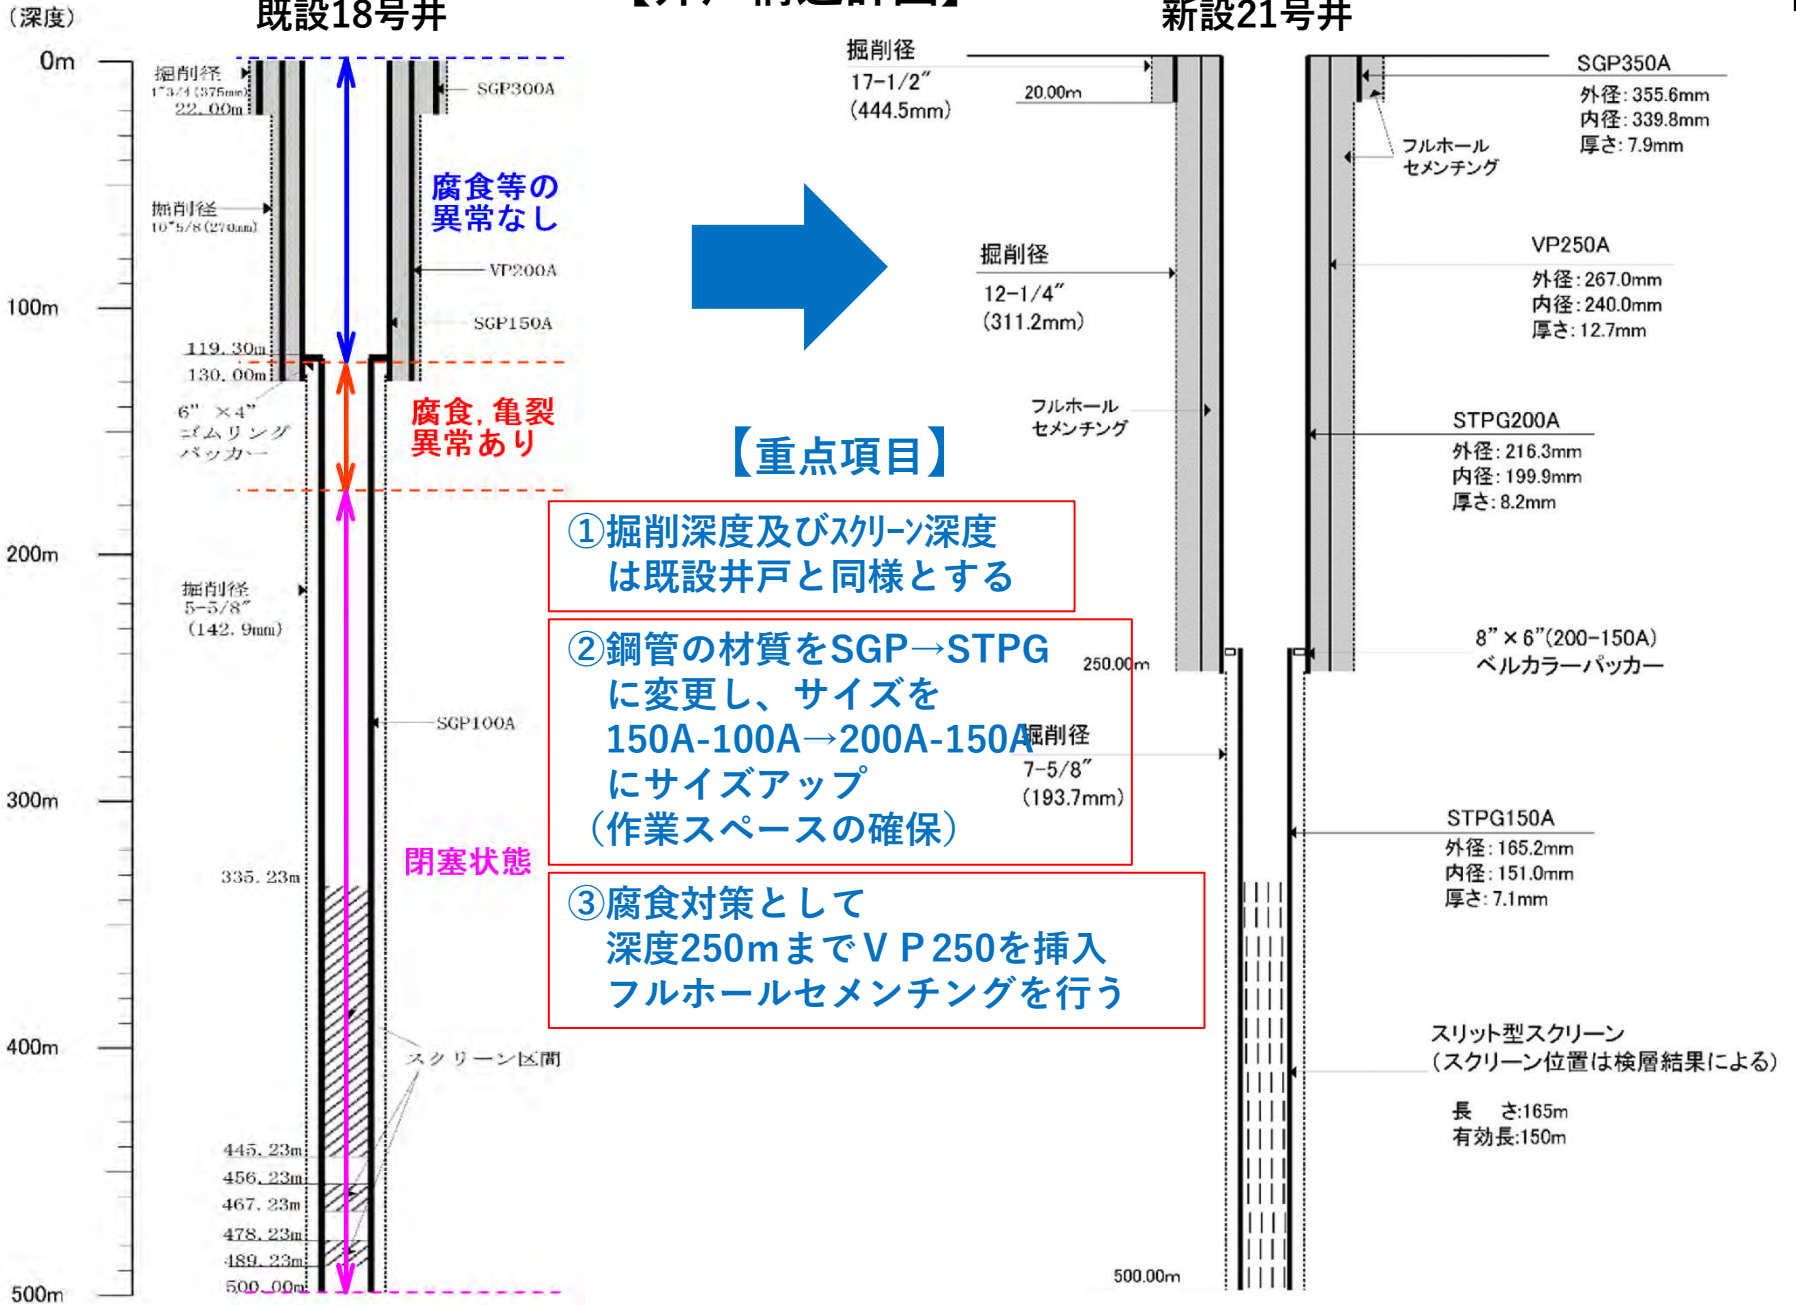 （深度）
既設18号井
【井戸構造計画】
新設21号井
0m
100m
200m
300m
400m
500m
掘削径
(375mm)
22.00m
掘削径
10"5/8(270mm)
119.30m
130.00m
6" ×4"
ゴムリング
パッカー
掘削径
5-5/8"
(142.9mm)
335.23m
445.23m
456.23m
467.23m
478.23m
489.23m
500.00m
SGP300A
腐食等の
異常なし
VP200A
SGP150A
腐食,亀裂
異常あり
SGP100A
閉塞状態
スクリーン区間
【重点項目】
①掘削深度及びｽｸﾘｰﾝ深度
は既設井戸と同様とする
②鋼管の材質をSGP→STPG
に変更し、サイズを
150A-100A→200A-150A
にサイズアップ
（作業スペースの確保）
③腐食対策として
深度250mまでＶＰ250を挿入
フルホールセメンチングを行う
掘削径
17-1/2"
(444.5mm)
20.00m
掘削径
12-1/4"
(311.2mm)
フルホール
セメンチング
250.00m
掘削径
7-5/8"
(193.7mm)
500.00m
SGP350A
外径:355.6mm
内径:339.8mm
厚さ:7.9mm
フルホール
セメンチング
VP250A
外径:267.0mm
内径:240.0mm
厚さ:12.7mm
STPG200A
外径:216.3mm
内径:199.9mm
厚さ:8.2mm
8"×6"(200-150A)
ベルカラーパッカー
STPG150A
外径:165.2mm
内径:151.0mm
厚さ:7.1mm
スリット型スクリーン
(スクリーン位置は検層結果による)
長　さ:165m
有効長:150m